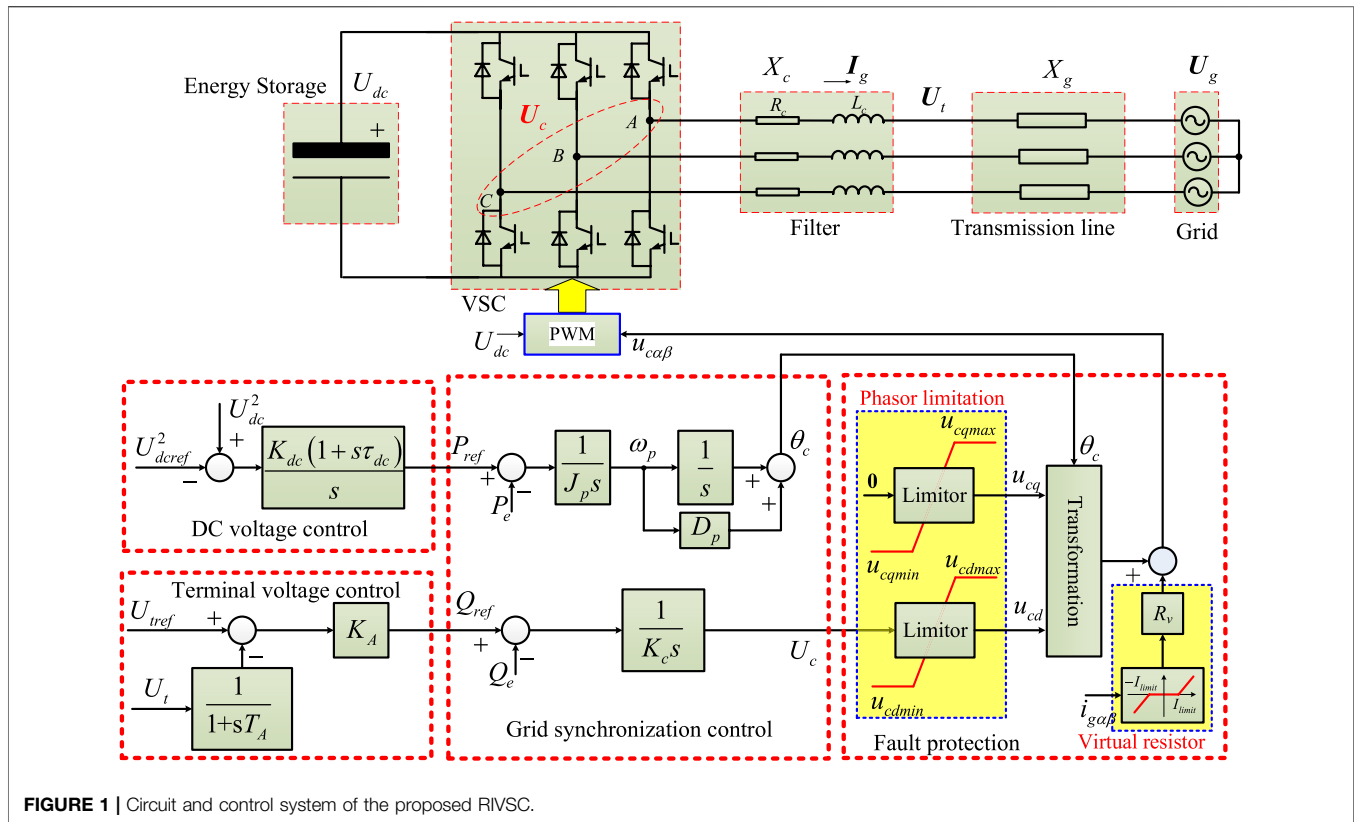 Energy Storage
U_dc
+
U_c
A
B
C
VSC
X_c
I_g
R_c
L_c
Filter
U_t
X_g
Transmission line
U_g
Grid
U_dc
PWM
u_cαβ
U²_dc
+
U²_dcref
−
K_dc(1+sτ_dc)
s
DC voltage control
P_ref
+
−
P_e
1
J_p s
ω_p
1
s
D_p
+
+
θ_c
Terminal voltage control
U_tref
+
−
K_A
U_t
1
1+sT_A
Q_ref
+
−
Q_e
1
K_c s
U_c
Grid synchronization control
Phasor limitation
u_cqmax
0
Limitor
u_cq
u_cqmin
u_cdmax
Limitor
u_cd
u_cdmin
θ_c
Transformation
+
R_v
−I_limit
I_limit
i_gαβ
Virtual resistor
Fault protection
FIGURE 1 | Circuit and control system of the proposed RIVSC.